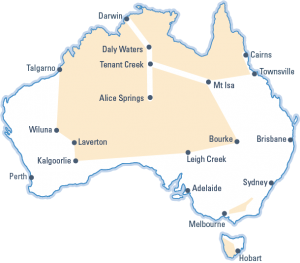 Darwin
Daly Waters
Cairns
Tenant Creek
Talgarno
Townsville
Mt Isa
Alice Springs
Wiluna
Laverton
Bourke
Brisbane
Kalgoorlie
Leigh Creek
Perth
Adelaide
Sydney
Melbourne
Hobart